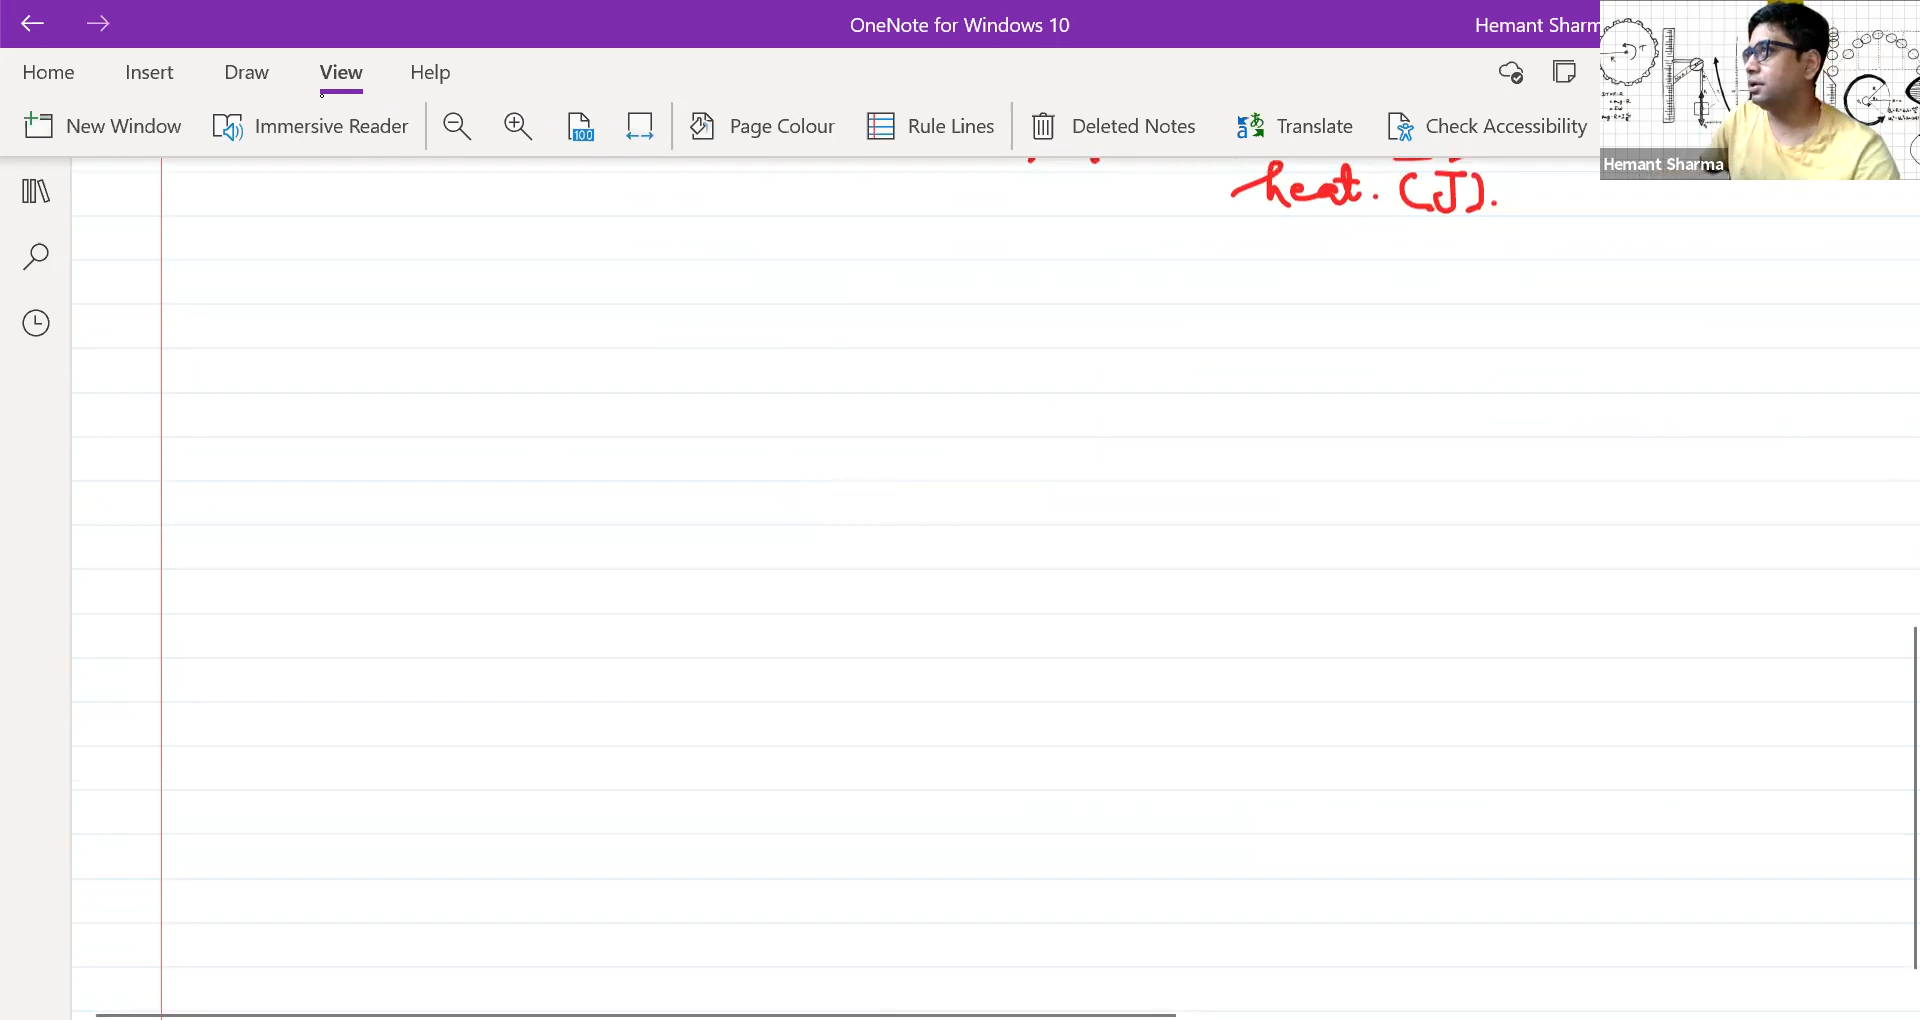 OneNote for Windows 10
Hemant Sharm
Home Insert Draw View Help
New Window Immersive Reader 100 Page Colour Rule Lines Deleted Notes Translate Check Accessibility
Hemant Sharma
heat. (J).